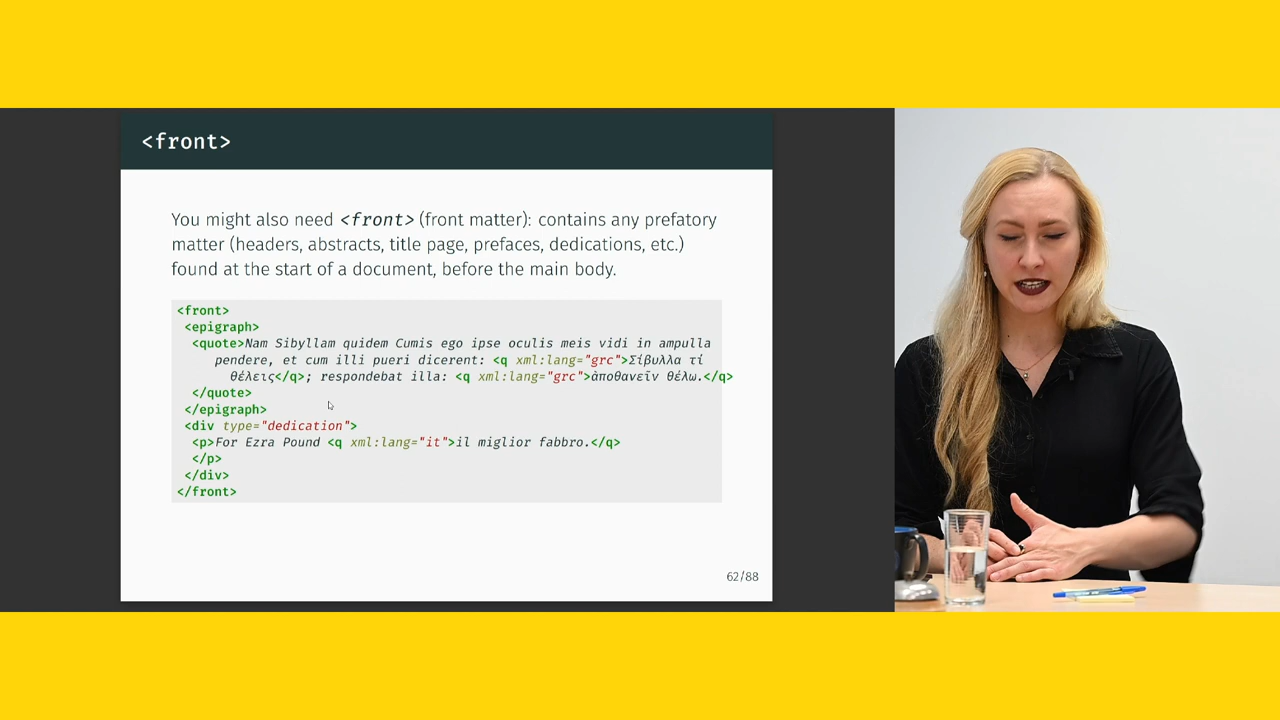 <front>
You might also need <front> (front matter): contains any prefatory
matter (headers, abstracts, title page, prefaces, dedications, etc.)
found at the start of a document, before the main body.
<front>
<epigraph>
<quote>Nam Sibyllam quidem Cumis ego ipse oculis meis vidi in ampulla
pendere, et cum illi pueri dicerent: <q xml:lang="grc">Σίβυλλα τί
θέλεις</q>; respondebat illa: <q xml:lang="grc">ἀποθανεῖν θέλω.</q>
</quote>
</epigraph>
<div type="dedication">
<p>For Ezra Pound <q xml:lang="it">il miglior fabbro.</q>
</p>
</div>
</front>
62/88